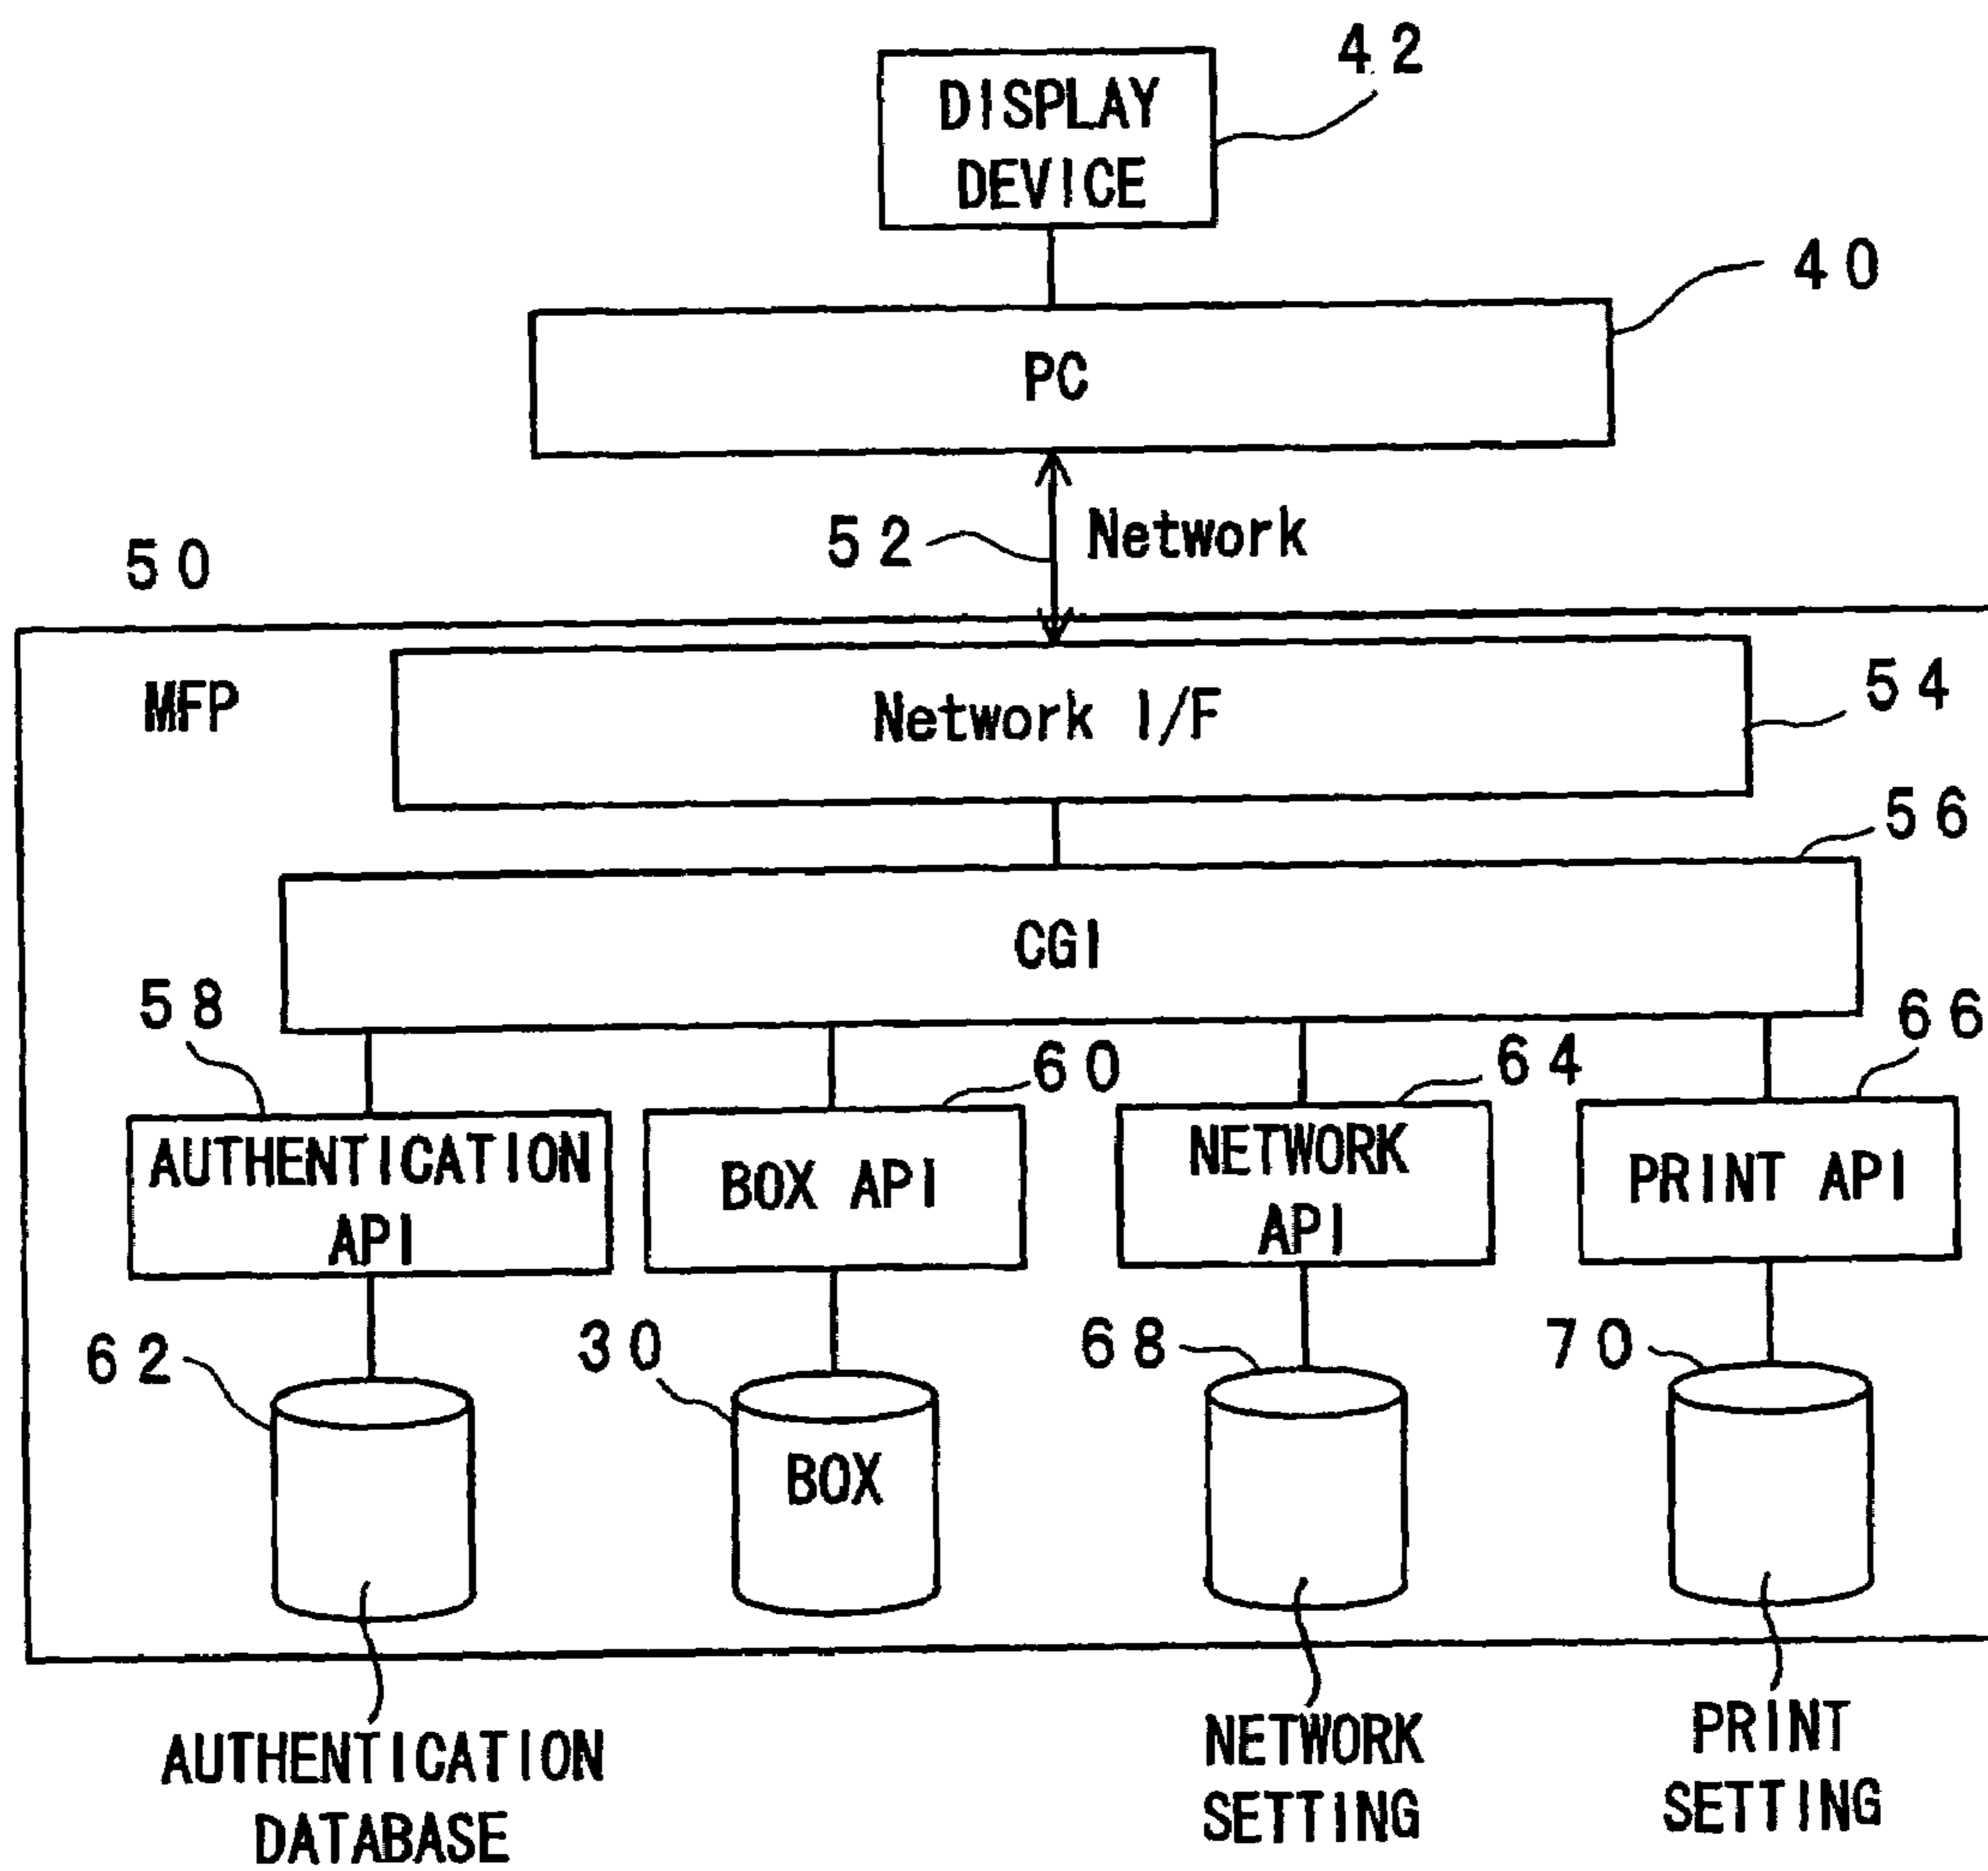 42
DISPLAY
DEVICE
40
PC
52
Network
50
MFP
54
Network I/F
56
CGI
58
66
60
64
AUTHENTICATION
API
BOX API
NETWORK
API
PRINT API
62
30
68
70
BOX
AUTHENTICATION
DATABASE
NETWORK
SETTING
PRINT
SETTING